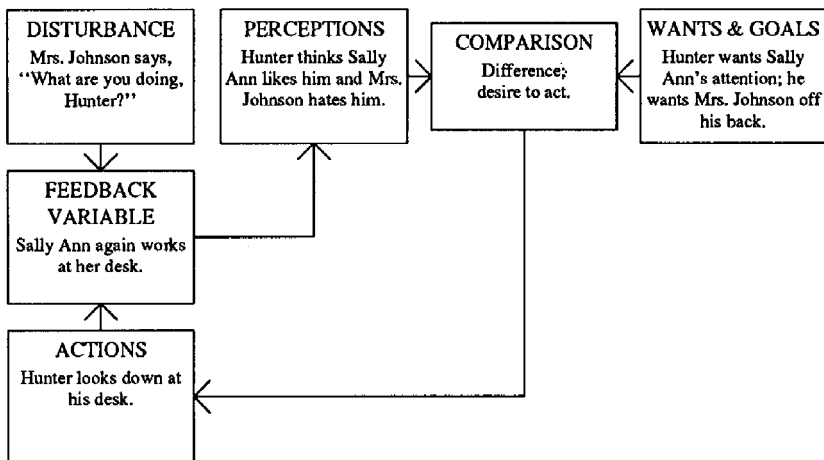 DISTURBANCE
Mrs. Johnson says,
"What are you doing,
Hunter?"
PERCEPTIONS
Hunter thinks Sally
Ann likes him and Mrs.
Johnson hates him.
COMPARISON
Difference;
desire to act.
WANTS & GOALS
Hunter wants Sally
Ann's attention; he
wants Mrs. Johnson off
his back.
FEEDBACK
VARIABLE
Sally Ann again works
at her desk.
ACTIONS
Hunter looks down at
his desk.